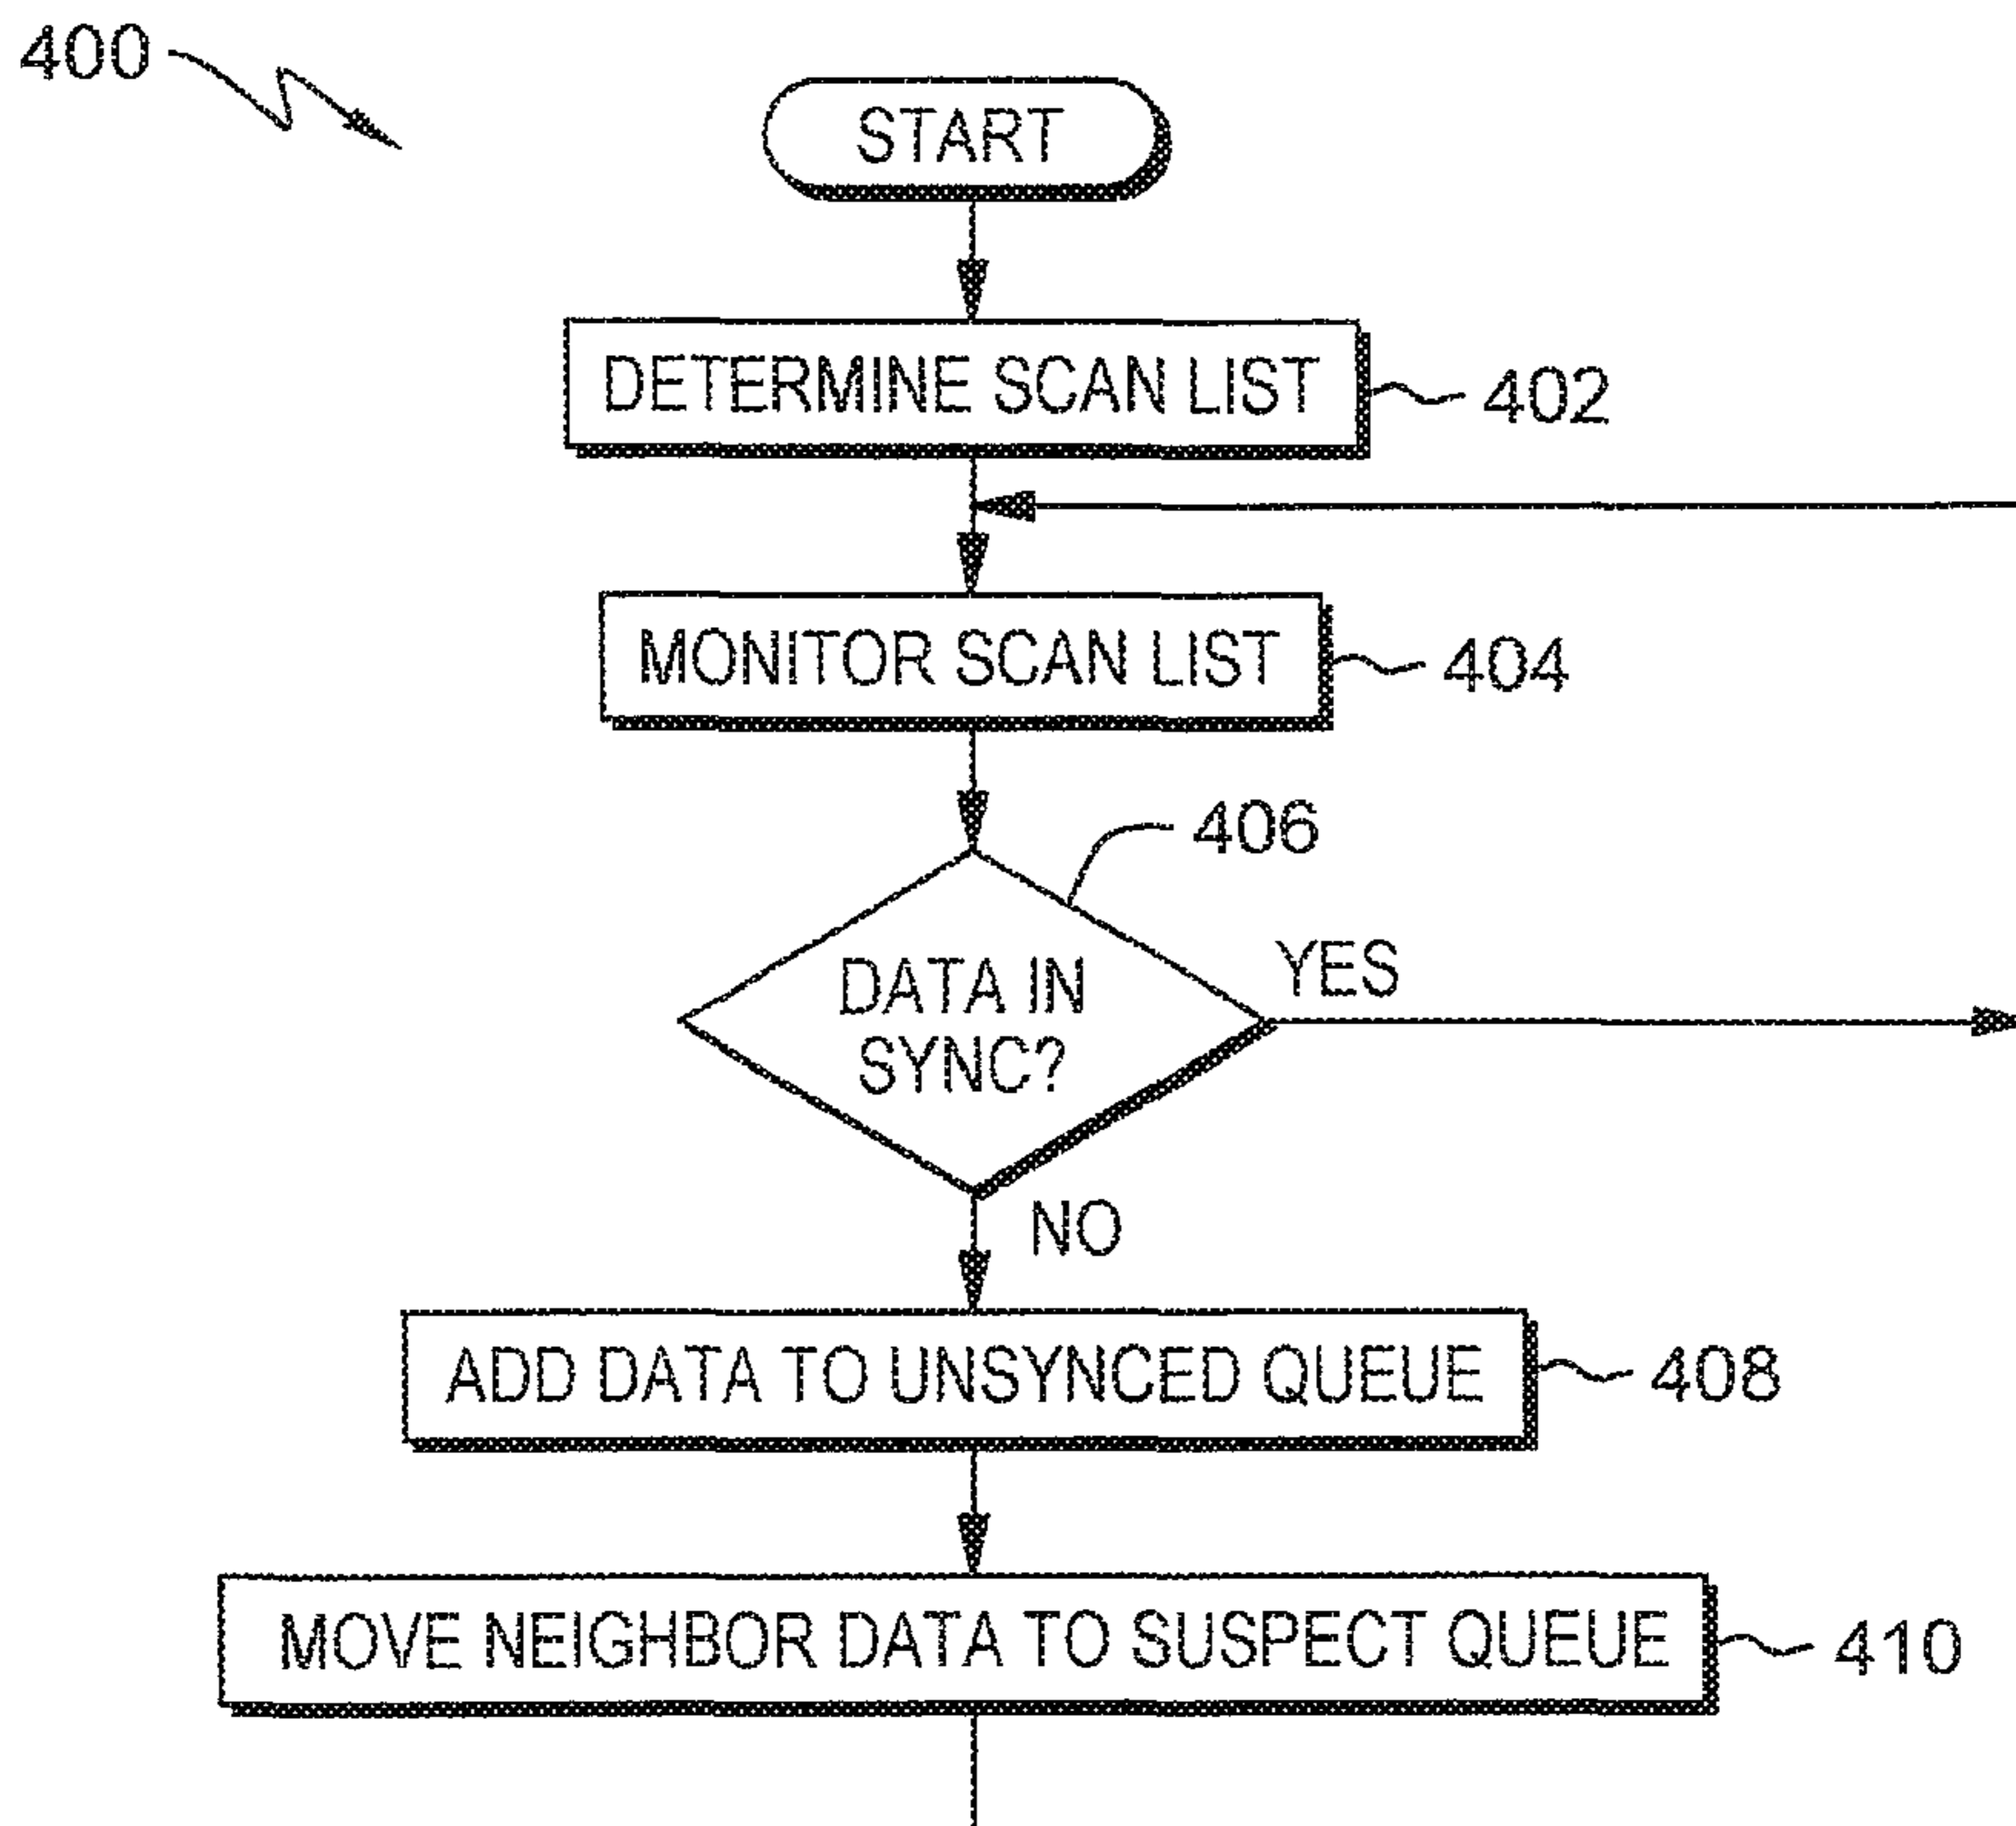 400
START
DETERMINE SCAN LIST
402
MONITOR SCAN LIST
404
406
DATA IN
SYNC?
YES
NO
ADD DATA TO UNSYNCED QUEUE
408
MOVE NEIGHBOR DATA TO SUSPECT QUEUE
410